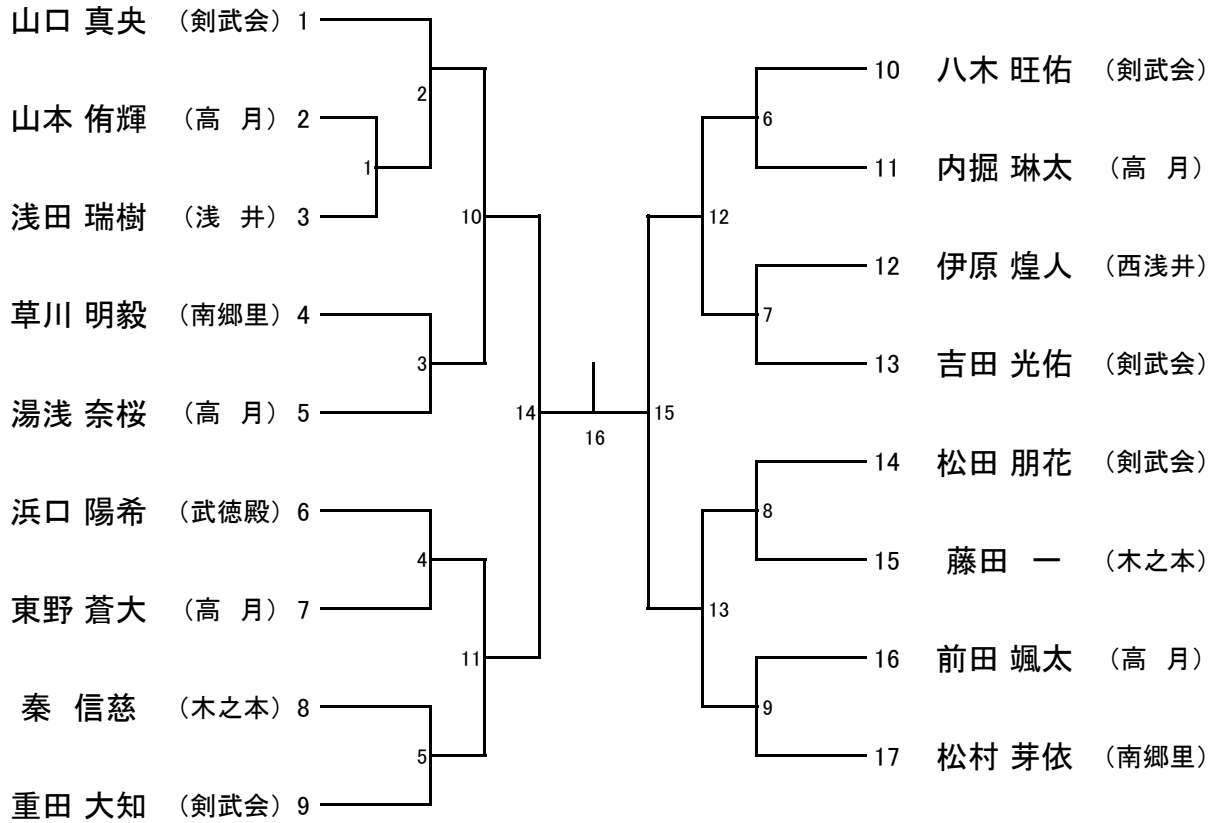 山口 真央 （剣武会） 1
山本 侑輝 （高 月） 2
浅田 瑞樹 （浅 井） 3
草川 明毅 （南郷里） 4
湯浅 奈桜 （高 月） 5
浜口 陽希 （武徳殿） 6
東野 蒼大 （高 月） 7
秦 信慈 （木之本） 8
重田 大知 （剣武会） 9
2
1
10
3
14
4
11
5
16
6
12
7
15
8
13
9
10 八木 旺佑 （剣武会）
11 内掘 琳太 （高 月）
12 伊原 煌人 （西浅井）
13 吉田 光佑 （剣武会）
14 松田 朋花 （剣武会）
15 藤田 一 （木之本）
16 前田 颯太 （高 月）
17 松村 芽依 （南郷里）